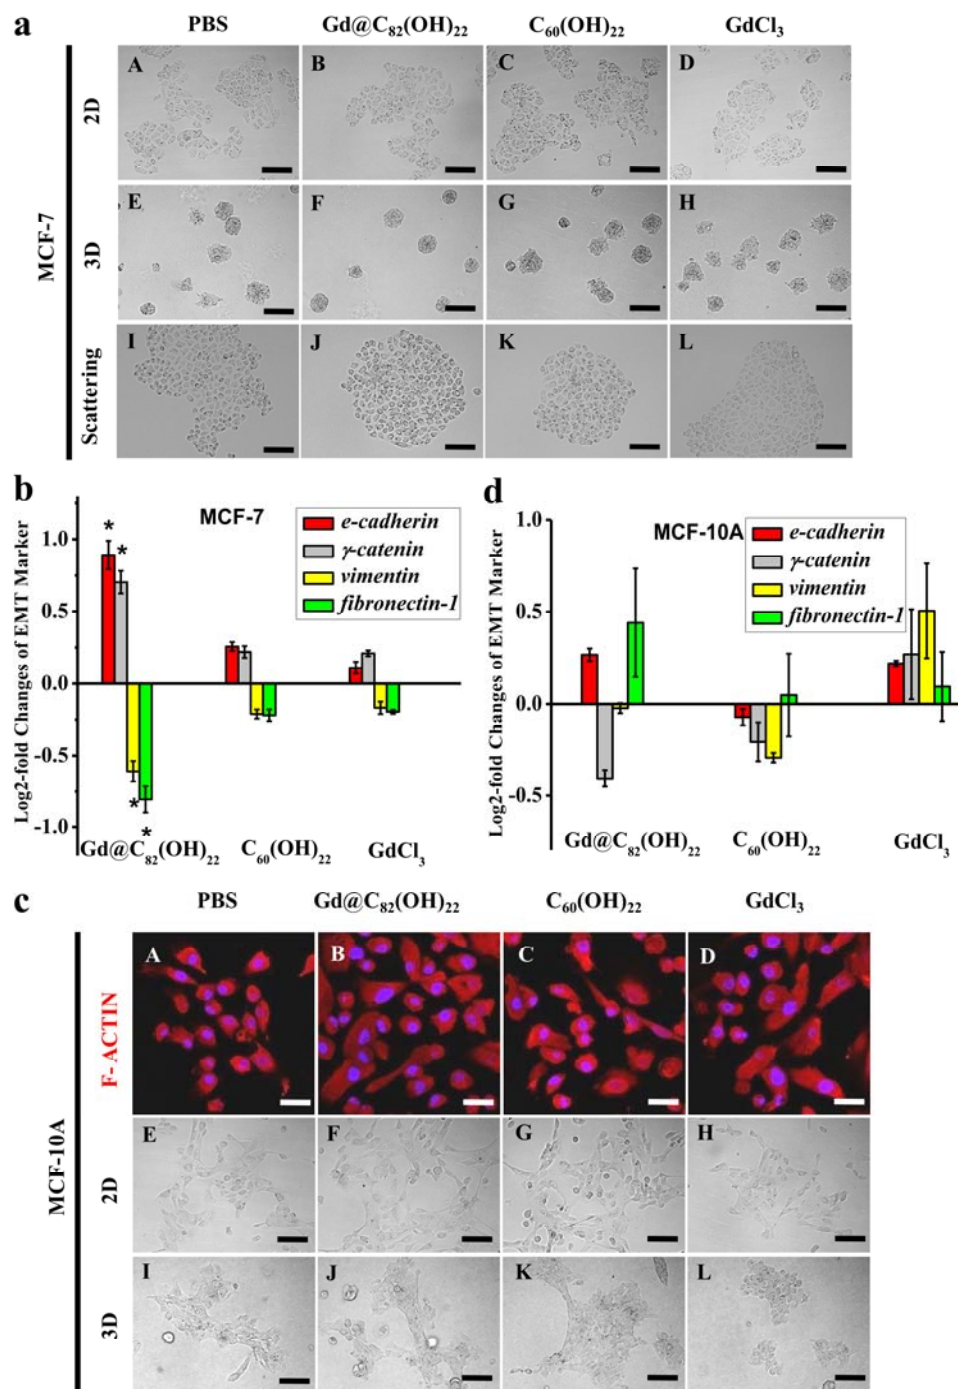 a
PBS Gd@C₈₂(OH)₂₂ C₆₀(OH)₂₂ GdCl₃
MCF-7
2D
A B C D
3D
E F G H
Scattering
I J K L
b
MCF-7
Log2-fold Changes of EMT Marker
1.0
0.5
0.0
-0.5
-1.0
* *
* *
e-cadherin
γ-catenin
vimentin
fibronectin-1
Gd@C₈₂(OH)₂₂ C₆₀(OH)₂₂ GdCl₃
d
MCF-10A
Log2-fold Changes of EMT Marker
1.0
0.5
0.0
-0.5
e-cadherin
γ-catenin
vimentin
fibronectin-1
Gd@C₈₂(OH)₂₂ C₆₀(OH)₂₂ GdCl₃
c
PBS Gd@C₈₂(OH)₂₂ C₆₀(OH)₂₂ GdCl₃
MCF-10A
F-ACTIN
A B C D
2D
E F G H
3D
I J K L